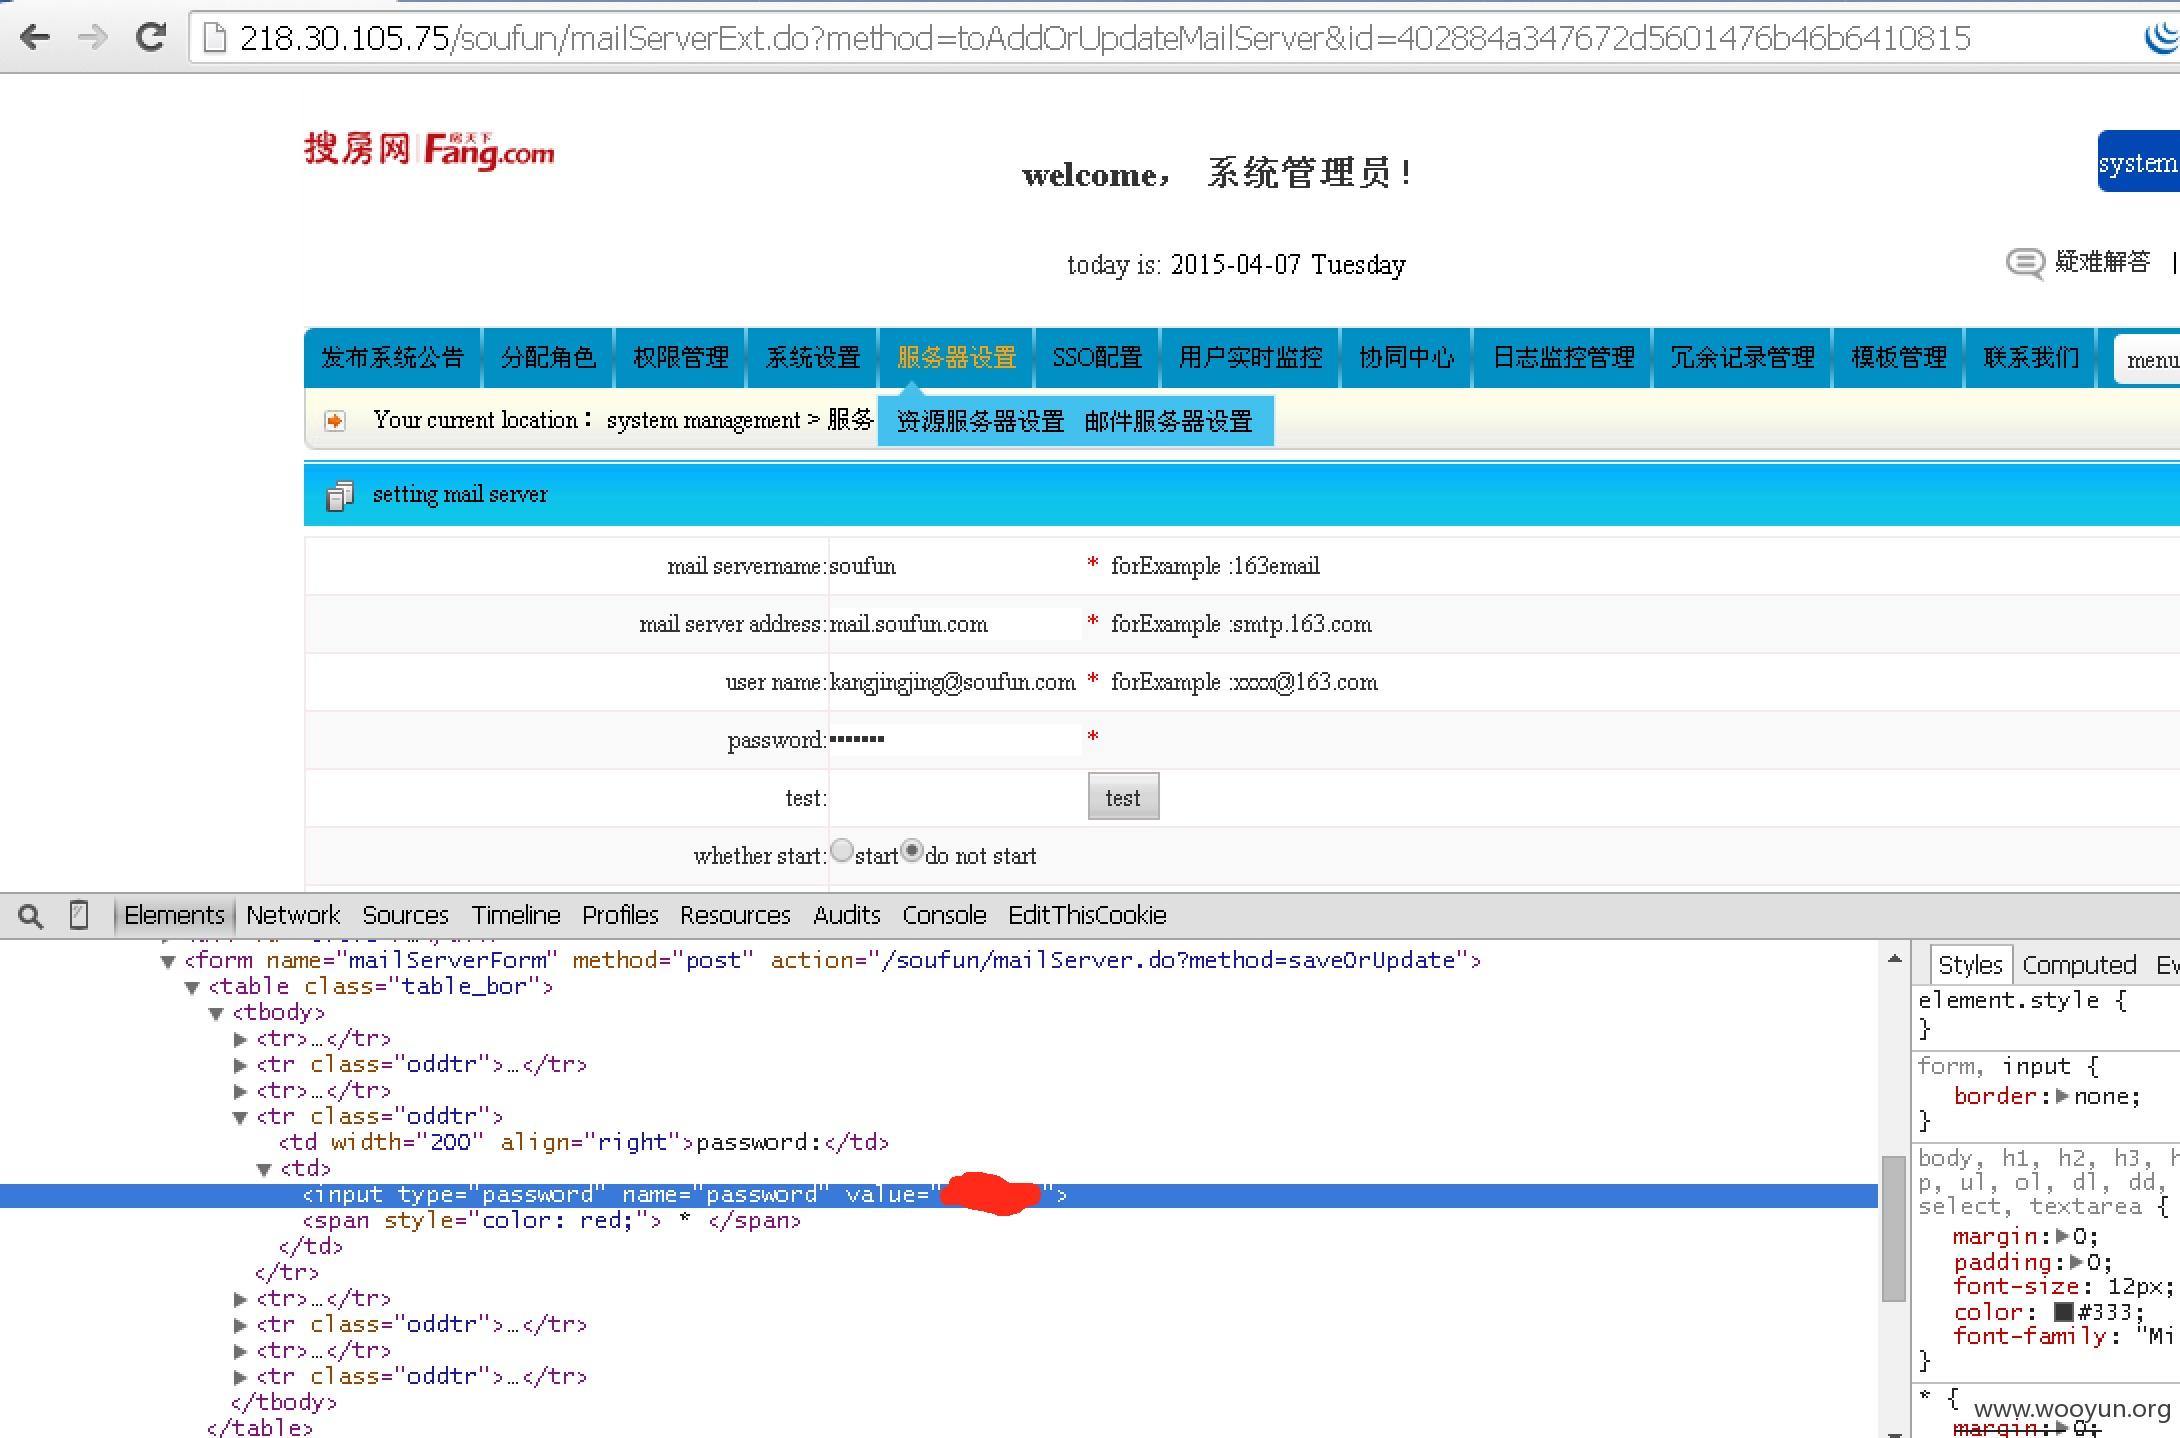 218.30.105.75/soufun/mailServerExt.do?method=toAddOrUpdateMailServer&id=402884a347672d5601476b46b6410815
搜房网 房天下 Fang.com
welcome， 系统管理员！
system
today is: 2015-04-07 Tuesday
疑难解答 |
发布系统公告 分配角色 权限管理 系统设置 服务器设置 SSO配置 用户实时监控 协同中心 日志监控管理 冗余记录管理 模板管理 联系我们 menu
Your current location： system management > 服务 资源服务器设置 邮件服务器设置
setting mail server
mail servername: soufun * forExample :163email
mail server address: mail.soufun.com * forExample :smtp.163.com
user name: kangjingjing@soufun.com * forExample :xxxx@163.com
password: ••••••• *
test: test
whether start: start do not start
Elements Network Sources Timeline Profiles Resources Audits Console EditThisCookie
<form name="mailServerForm" method="post" action="/soufun/mailServer.do?method=saveOrUpdate">
<table class="table_bor">
<tbody>
<tr>…</tr>
<tr class="oddtr">…</tr>
<tr>…</tr>
<tr class="oddtr">
<td width="200" align="right">password:</td>
<td>
<input type="password" name="password" value="">
<span style="color: red;"> * </span>
</td>
</tr>
<tr>…</tr>
<tr class="oddtr">…</tr>
<tr>…</tr>
<tr class="oddtr">…</tr>
</tbody>
</table>
Styles Computed Ev
element.style {
}
form, input {
border: none;
}
body, h1, h2, h3, h
p, ul, ol, dl, dd,
select, textarea {
margin: 0;
padding: 0;
font-size: 12px;
color: #333;
font-family: "Mi
}
* {
margin: 0;
www.wooyun.org